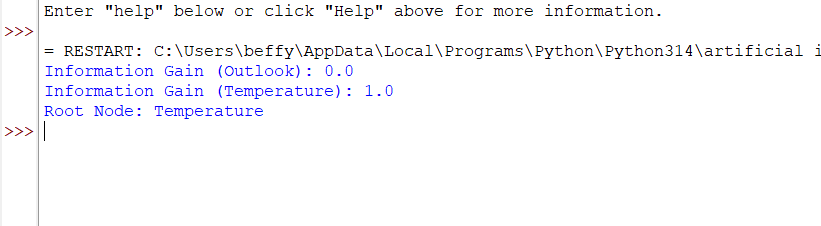 Enter "help" below or click "Help" above for more information.
>>>
= RESTART: C:\Users\beffy\AppData\Local\Programs\Python\Python314\artificial i
Information Gain (Outlook): 0.0
Information Gain (Temperature): 1.0
Root Node: Temperature
>>>